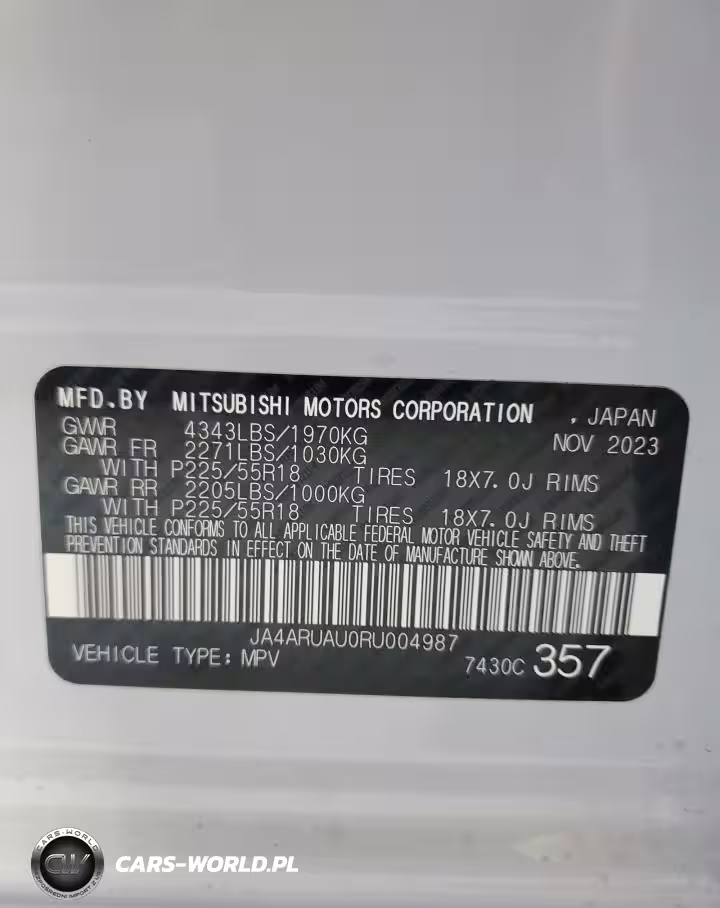 MFD.BY MITSUBISHI MOTORS CORPORATION , JAPAN
GVWR 4343LBS/1970KG NOV 2023
GAWR FR 2271LBS/1030KG
WITH P225/55R18 TIRES 18X7.0J RIMS
GAWR RR 2205LBS/1000KG
WITH P225/55R18 TIRES 18X7.0J RIMS
THIS VEHICLE CONFORMS TO ALL APPLICABLE FEDERAL MOTOR VEHICLE SAFETY AND THEFT
PREVENTION STANDARDS IN EFFECT ON THE DATE OF MANUFACTURE SHOWN ABOVE.
JA4ARUAU0RU004987
VEHICLE TYPE: MPV 7430C 357
CARS-WORLD
CW
CARS-WORLD.PL